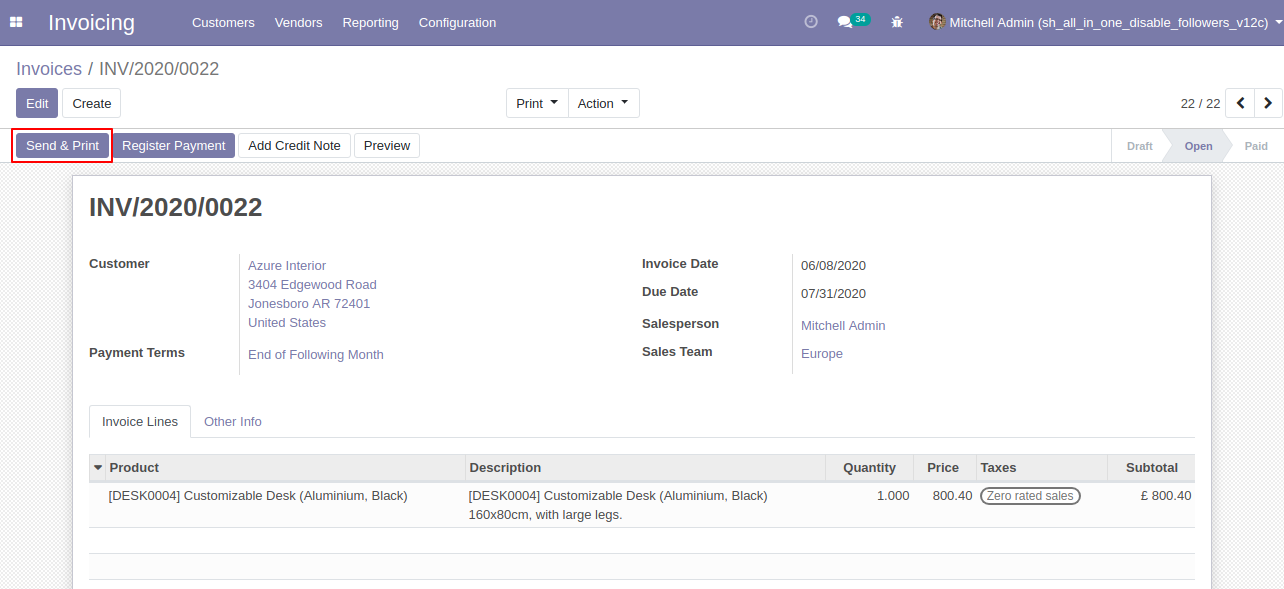 Invoicing Customers Vendors Reporting Configuration 34 Mitchell Admin (sh_all_in_one_disable_followers_v12c)
Invoices / INV/2020/0022
Edit Create Print Action 22 / 22
Send & Print Register Payment Add Credit Note Preview Draft Open Paid
INV/2020/0022
Customer Azure Interior Invoice Date 06/08/2020
3404 Edgewood Road Due Date 07/31/2020
Jonesboro AR 72401
United States Salesperson Mitchell Admin
Payment Terms End of Following Month Sales Team Europe
Invoice Lines Other Info
Product Description Quantity Price Taxes Subtotal
[DESK0004] Customizable Desk (Aluminium, Black) [DESK0004] Customizable Desk (Aluminium, Black) 1.000 800.40 Zero rated sales £ 800.40
160x80cm, with large legs.